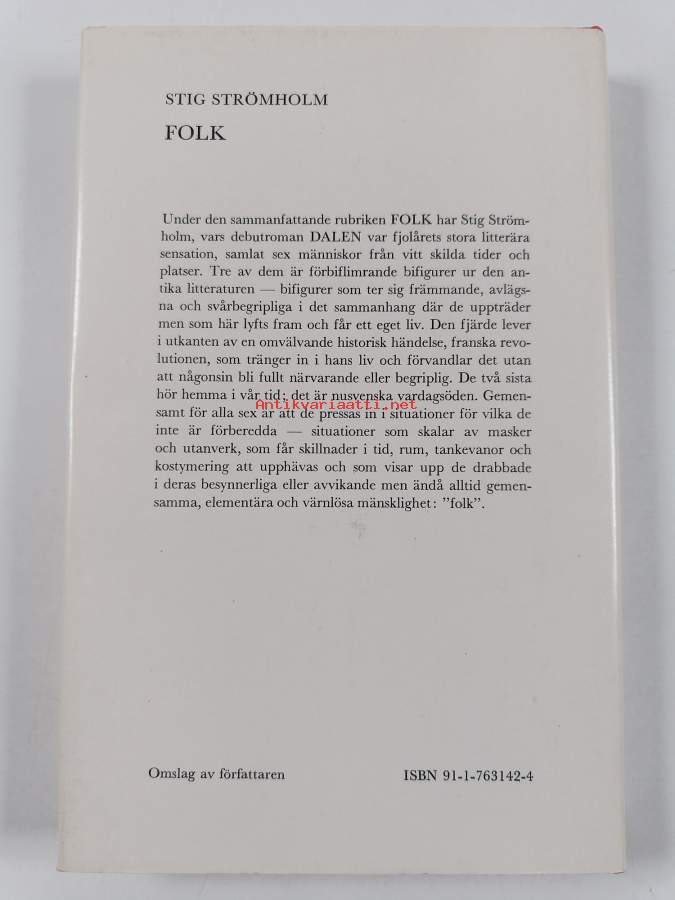 STIG STRÖMHOLM
FOLK
Under den sammanfattande rubriken FOLK har Stig Ström-
holm, vars debutroman DALEN var fjolårets stora litterära
sensation, samlat sex människor från vitt skilda tider och
platser. Tre av dem är förbiflimrande bifigurer ur den an-
tika litteraturen — bifigurer som ter sig främmande, avlägs-
na och svårbegripliga i det sammanhang där de uppträder
men som här lyfts fram och får ett eget liv. Den fjärde lever
i utkanten av en omvälvande historisk händelse, franska revo-
lutionen, som tränger in i hans liv och förvandlar det utan
att någonsin bli fullt närvarande eller begriplig. De två sista
hör hemma i vår tid; det är nusvenska vardagsöden. Gemen-
Antikvariaatti.net
samt för alla sex är att de pressas in i situationer för vilka de
inte är förberedda — situationer som skalar av masker
och utanverk, som får skillnader i tid, rum, tankevanor och
kostymering att upphävas och som visar upp de drabbade
i deras besynnerliga eller avvikande men ändå alltid gemen-
samma, elementära och värnlösa mänsklighet: ”folk”.
Omslag av författaren
ISBN 91-1-763142-4